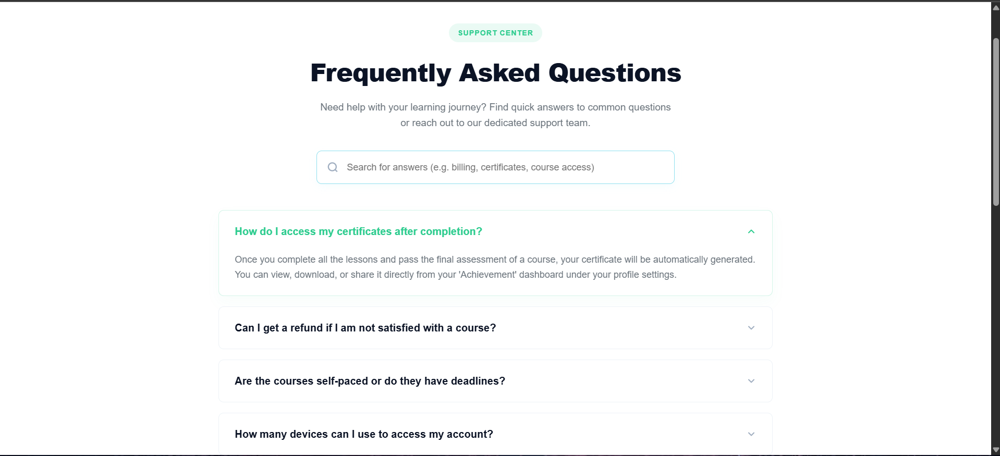 SUPPORT CENTER
Frequently Asked Questions
Need help with your learning journey? Find quick answers to common questions
or reach out to our dedicated support team.
Search for answers (e.g. billing, certificates, course access)
How do I access my certificates after completion?
Once you complete all the lessons and pass the final assessment of a course, your certificate will be automatically generated.
You can view, download, or share it directly from your 'Achievement' dashboard under your profile settings.
Can I get a refund if I am not satisfied with a course?
Are the courses self-paced or do they have deadlines?
How many devices can I use to access my account?